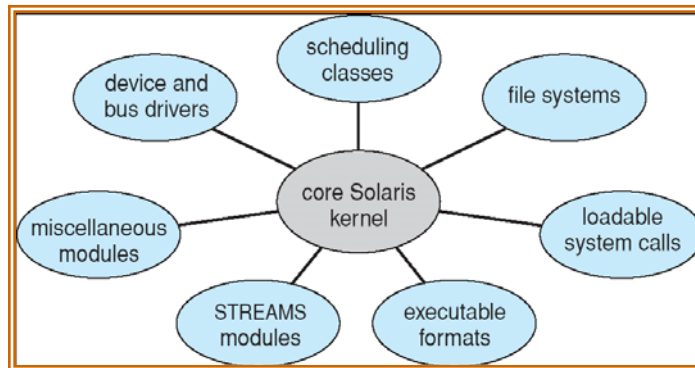 scheduling
classes
device and
bus drivers
file systems
core Solaris
kernel
miscellaneous
modules
loadable
system calls
STREAMS
modules
executable
formats